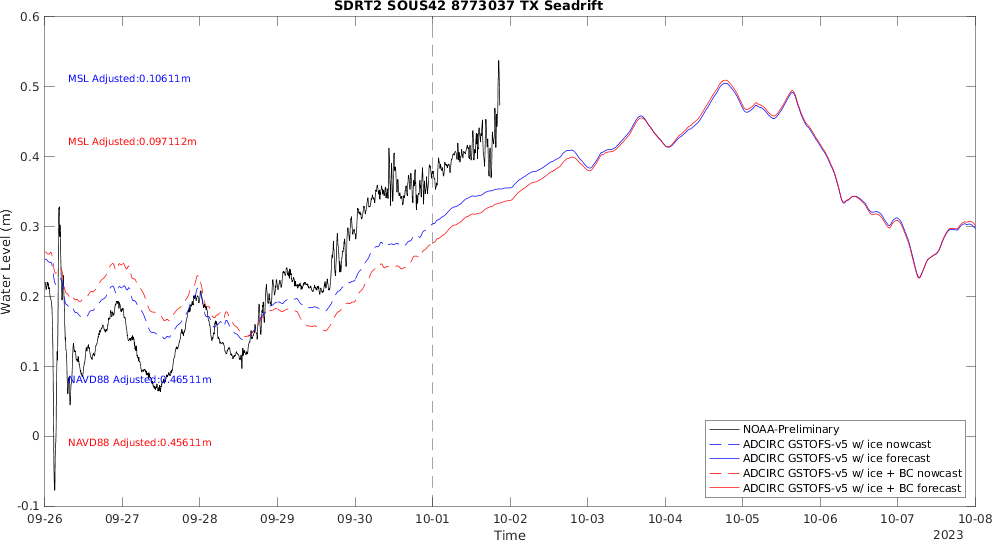 SDRT2 SOUS42 8773037 TX Seadrift
0.6
0.5
0.4
0.3
0.2
0.1
0
-0.1
Water Level (m)
MSL Adjusted:0.10611m
MSL Adjusted:0.097112m
NAVD88 Adjusted:0.46511m
NAVD88 Adjusted:0.45611m
NOAA-Preliminary
ADCIRC GSTOFS-v5 w/ ice nowcast
ADCIRC GSTOFS-v5 w/ ice forecast
ADCIRC GSTOFS-v5 w/ ice + BC nowcast
ADCIRC GSTOFS-v5 w/ ice + BC forecast
09-26 09-27 09-28 09-29 09-30 10-01 10-02 10-03 10-04 10-05 10-06 10-07 10-08
Time
2023